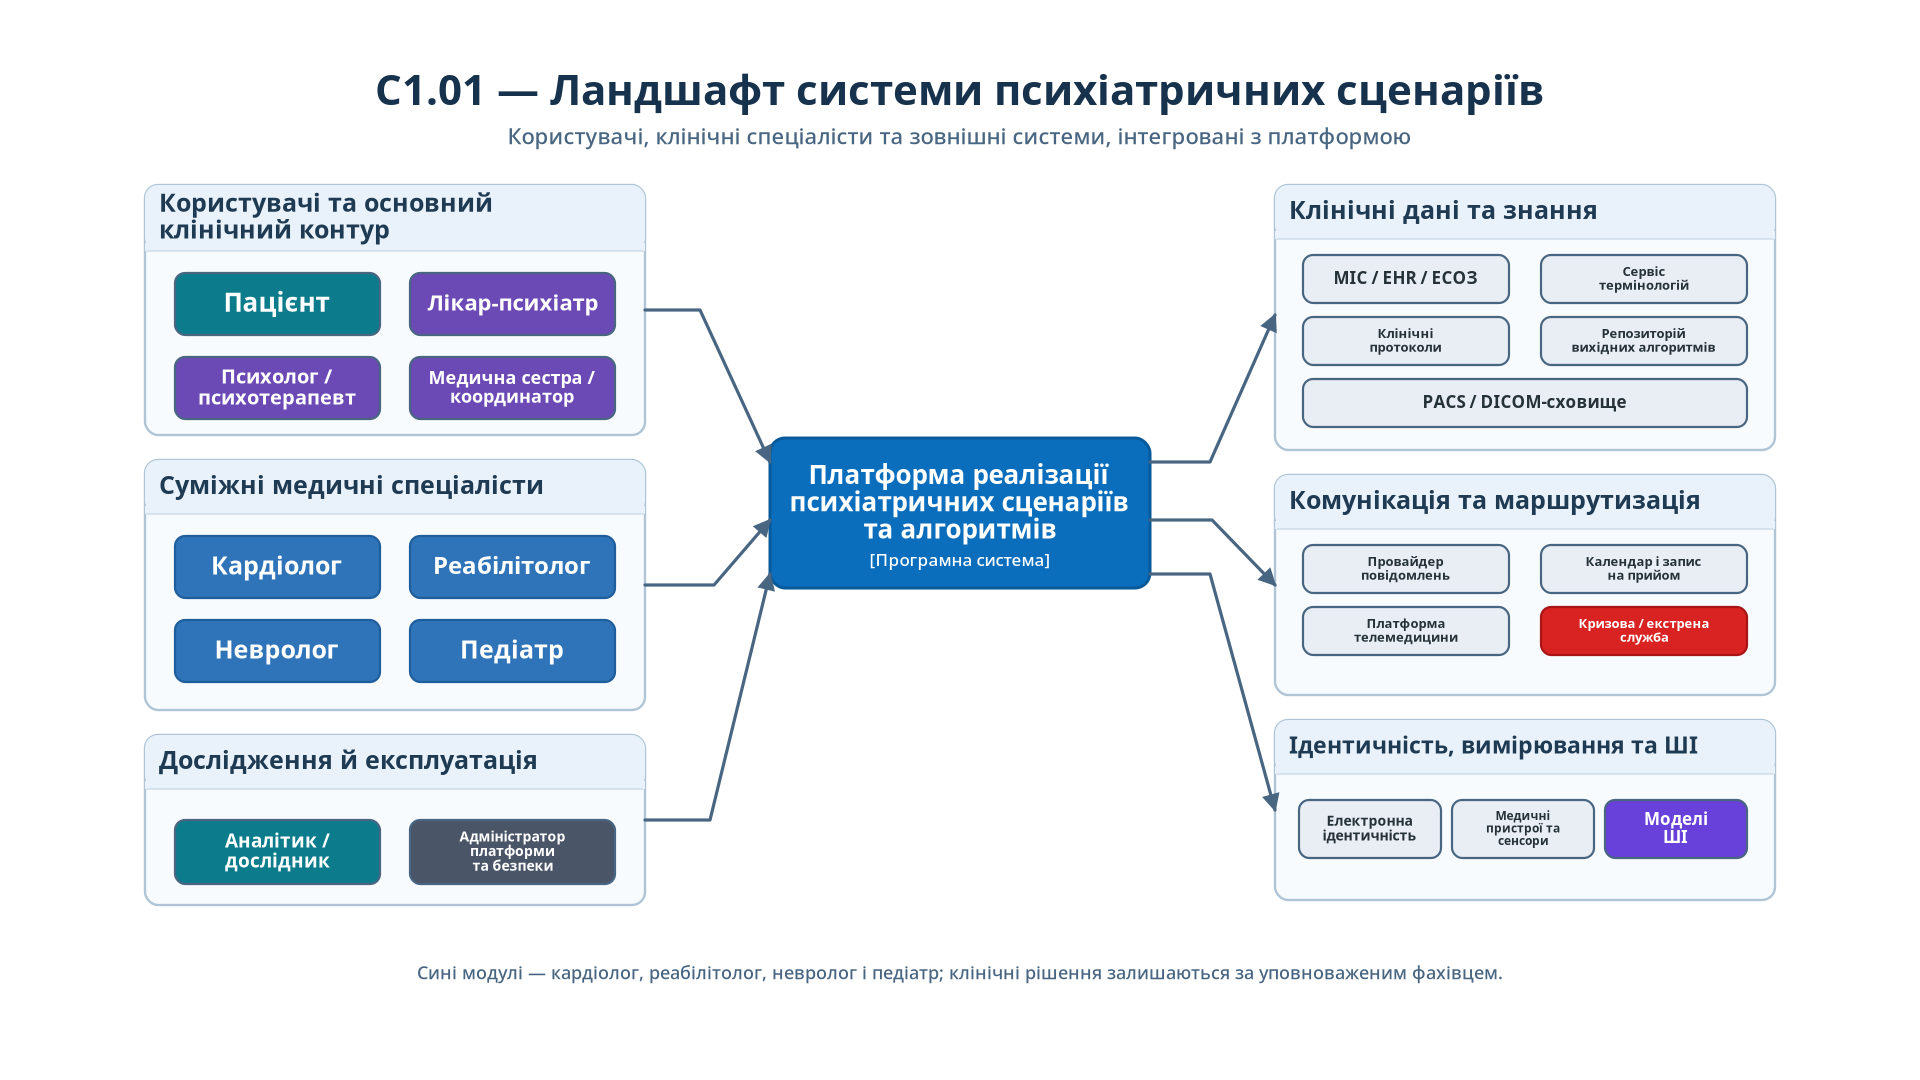 C1.01 — Ландшафт системи психіатричних сценаріїв
Користувачі, клінічні спеціалісти та зовнішні системи, інтегровані з платформою
Користувачі та основний
клінічний контур
Пацієнт
Лікар-психіатр
Психолог /
психотерапевт
Медична сестра /
координатор
Суміжні медичні спеціалісти
Кардіолог
Реабілітолог
Невролог
Педіатр
Дослідження й експлуатація
Аналітик /
дослідник
Адміністратор
платформи
та безпеки
Платформа реалізації
психіатричних сценаріїв
та алгоритмів
[Програмна система]
Клінічні дані та знання
МІС / EHR / ЕСОЗ
Сервіс
термінологій
Клінічні
протоколи
Репозиторій
вихідних алгоритмів
PACS / DICOM-сховище
Комунікація та маршрутизація
Провайдер
повідомлень
Календар і запис
на прийом
Платформа
телемедицини
Кризова / екстрена
служба
Ідентичність, вимірювання та ШІ
Електронна
ідентичність
Медичні
пристрої та
сенсори
Моделі
ШІ
Сині модулі — кардіолог, реабілітолог, невролог і педіатр; клінічні рішення залишаються за уповноваженим фахівцем.